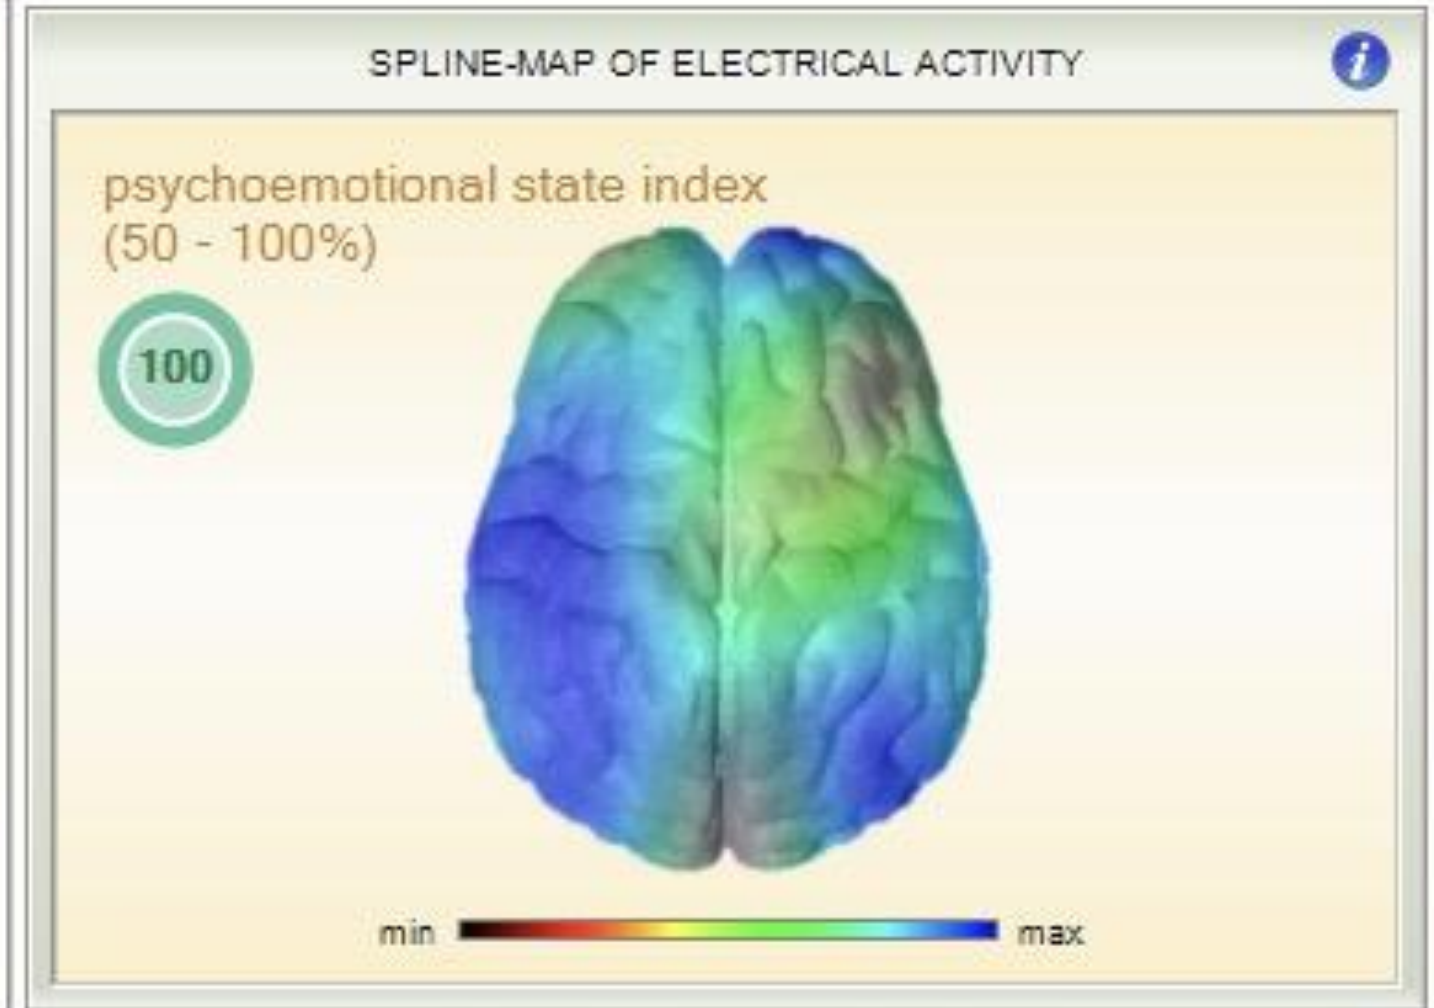 SPLINE-MAP OF ELECTRICAL ACTIVITY
i
psychoemotional state index
(50 - 100%)
100
min
max